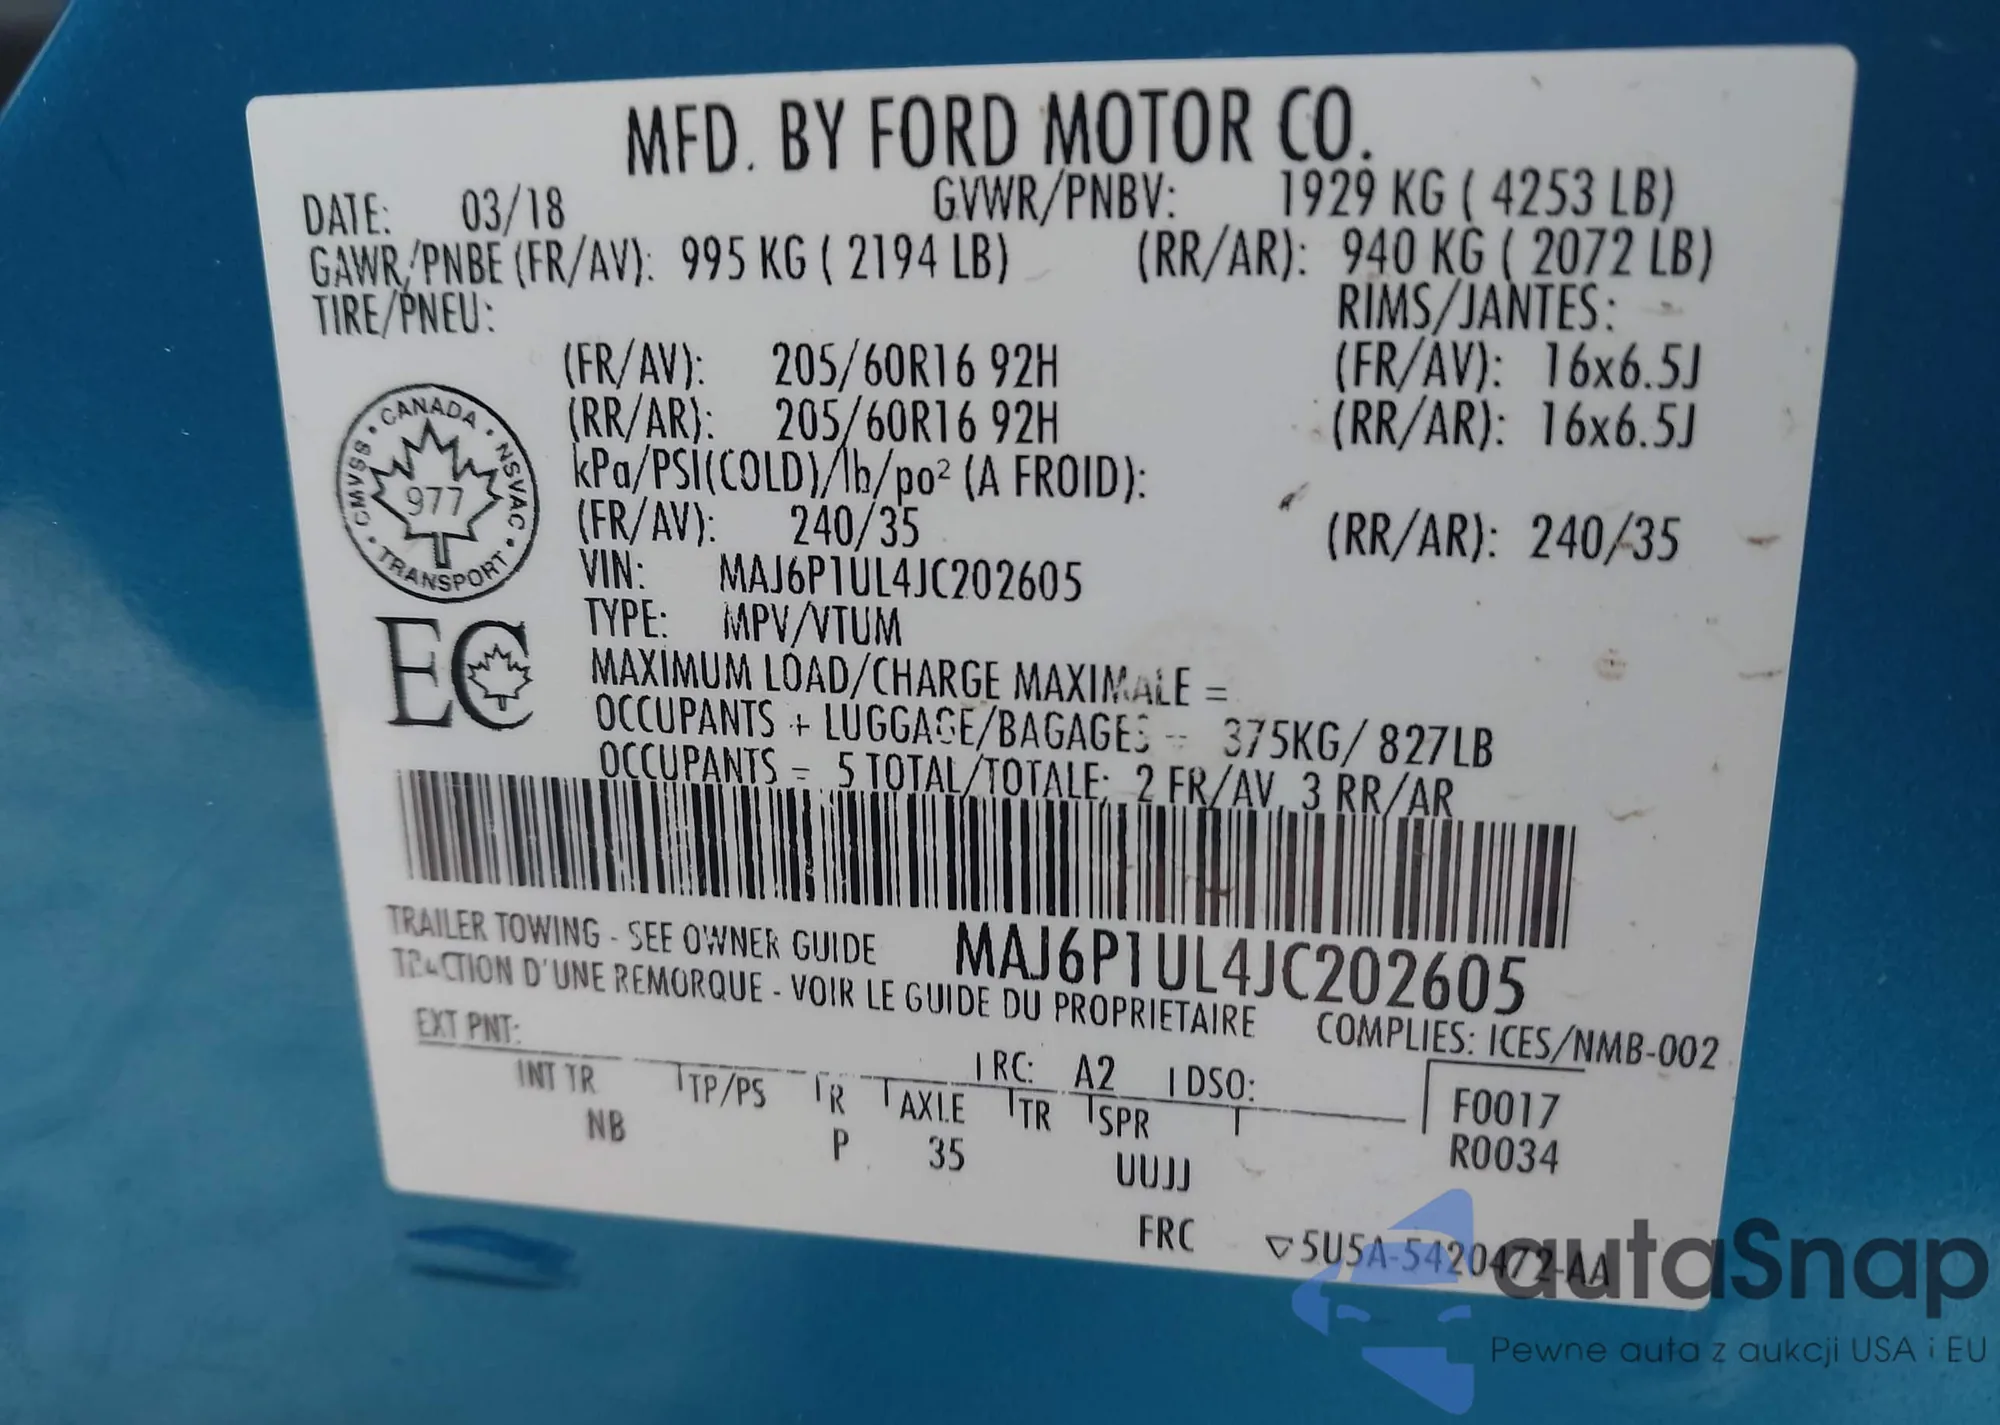 MFD. BY FORD MOTOR CO.
DATE: 03/18 GVWR/PNBV: 1929 KG ( 4253 LB)
GAWR/PNBE (FR/AV): 995 KG ( 2194 LB) (RR/AR): 940 KG ( 2072 LB)
TIRE/PNEU: RIMS/JANTES:
(FR/AV): 205/60R16 92H (FR/AV): 16x6.5J
(RR/AR): 205/60R16 92H (RR/AR): 16x6.5J
kPa/PSI(COLD)/lb/po² (A FROID):
(FR/AV): 240/35 (RR/AR): 240/35
VIN: MAJ6P1UL4JC202605
TYPE: MPV/VTUM
CANADA · NSVAC · TRANSPORT · CMVSS ·
977
EC
MAXIMUM LOAD/CHARGE MAXIMALE =
OCCUPANTS + LUGGAGE/BAGAGES = 375KG/ 827LB
OCCUPANTS = 5 TOTAL/TOTALE: 2 FR/AV, 3 RR/AR
TRAILER TOWING - SEE OWNER GUIDE MAJ6P1UL4JC202605
TRACTION D'UNE REMORQUE - VOIR LE GUIDE DU PROPRIETAIRE
COMPLIES: ICES/NMB-002
EXT PNT: RC: A2 DSO:
INT TR TP/PS R AXLE TR SPR F0017
NB P 35 UUJJ R0034
FRC ▽5U5A-5420472-AA
autaSnap
Pewne auta z aukcji USA i EU